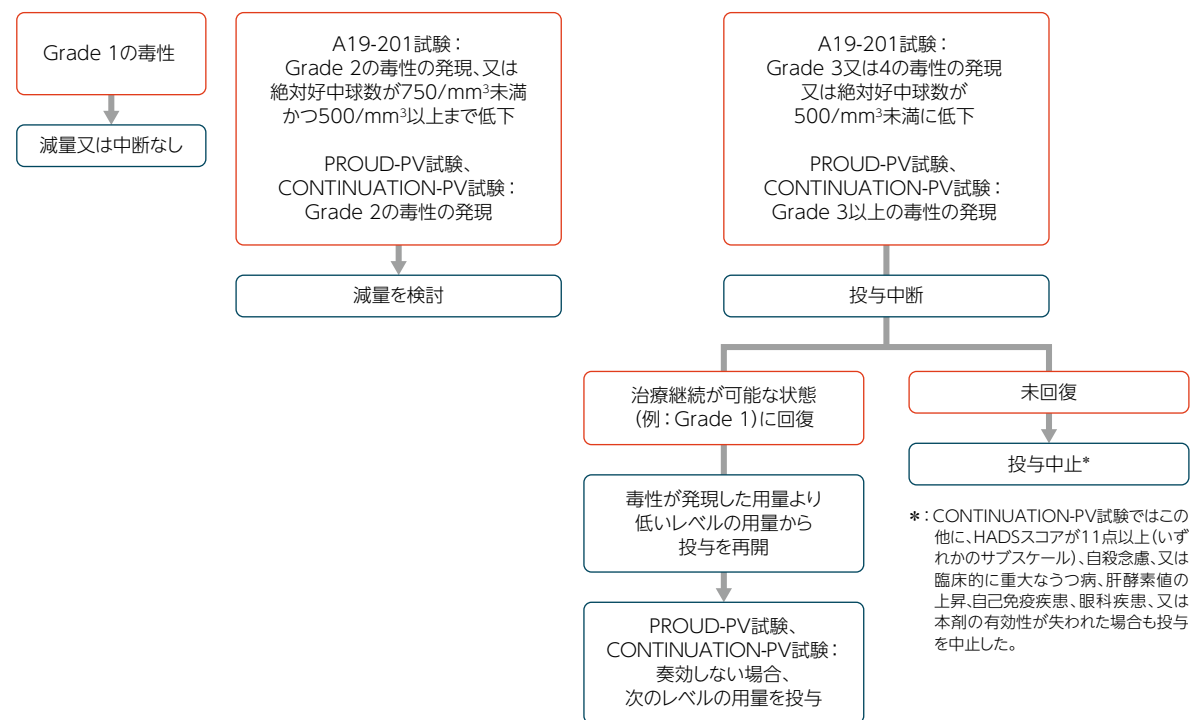 Grade 1の毒性
減量又は中断なし
A19-201試験：
Grade 2の毒性の発現、又は
絶対好中球数が750/mm³未満
かつ500/mm³以上まで低下
PROUD-PV試験、
CONTINUATION-PV試験：
Grade 2の毒性の発現
減量を検討
A19-201試験：
Grade 3又は4の毒性の発現
又は絶対好中球数が
500/mm³未満に低下
PROUD-PV試験、
CONTINUATION-PV試験：
Grade 3以上の毒性の発現
投与中断
治療継続が可能な状態
（例：Grade 1）に回復
毒性が発現した用量より
低いレベルの用量から
投与を再開
PROUD-PV試験、
CONTINUATION-PV試験：
奏効しない場合、
次のレベルの用量を投与
未回復
投与中止*
*：CONTINUATION-PV試験ではこの
他に、HADSスコアが11点以上（いず
れかのサブスケール）、自殺念慮、又は
臨床的に重大なうつ病、肝酵素値の
上昇、自己免疫疾患、眼科疾患、又は
本剤の有効性が失われた場合も投与
を中止した。